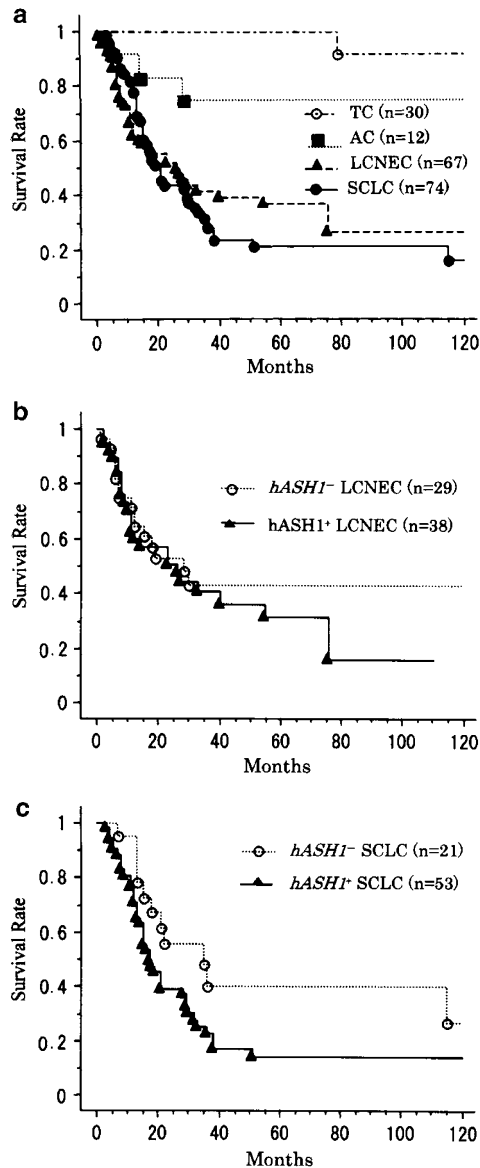 a
1
0.8
0.6
0.4
0.2
0
Survival Rate
TC (n=30)
AC (n=12)
LCNEC (n=67)
SCLC (n=74)
0 20 40 60 80 100 120
Months
b
1
0.8
0.6
0.4
0.2
0
Survival Rate
hASH1⁻ LCNEC (n=29)
hASH1⁺ LCNEC (n=38)
0 20 40 60 80 100 120
Months
c
1
0.8
0.6
0.4
0.2
0
Survival Rate
hASH1⁻ SCLC (n=21)
hASH1⁺ SCLC (n=53)
0 20 40 60 80 100 120
Months